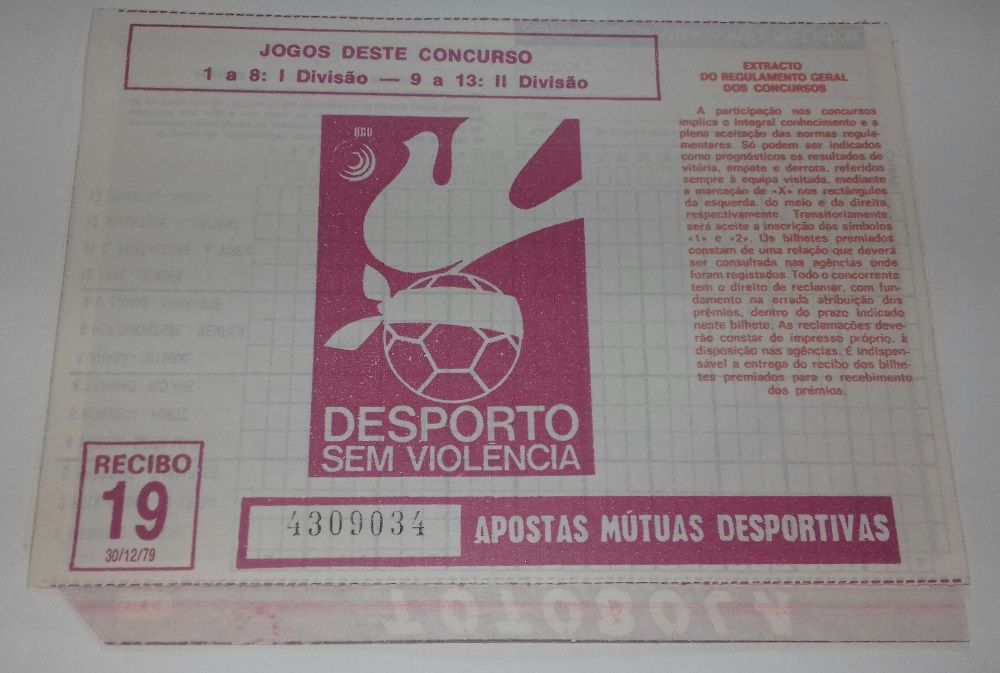 JOGOS DESTE CONCURSO
1 a 8: I Divisão — 9 a 13: II Divisão
DGD
DESPORTO
SEM VIOLÊNCIA
EXTRACTO
DO REGULAMENTO GERAL
DOS CONCURSOS
A participação nos concursos
implica o integral conhecimento e a
plena aceitação das normas regula-
mentares. Só podem ser indicados
como prognósticos os resultados de
vitória, empate e derrota, referidos
sempre à equipa visitada, mediante
a marcação de «X» nos rectângulos
da esquerda, do meio e da direita,
respectivamente. Transitoriamente,
será aceite a inscrição dos símbolos
«1» e «2». Os bilhetes premiados
constam de uma relação que deverá
ser consultada nas agências onde
foram registados. Todo o concorrente
tem o direito de reclamar, com fun-
damento na errada atribuição dos
prémios, dentro do prazo indicado
neste bilhete. As reclamações deve-
rão constar de impresso próprio, à
disposição nas agências. É indispen-
sável a entrega do recibo dos bilhe-
tes premiados para o recebimento
dos prémios.
RECIBO
19
30/12/79
4309034
APOSTAS MÚTUAS DESPORTIVAS
TOTOBOLA